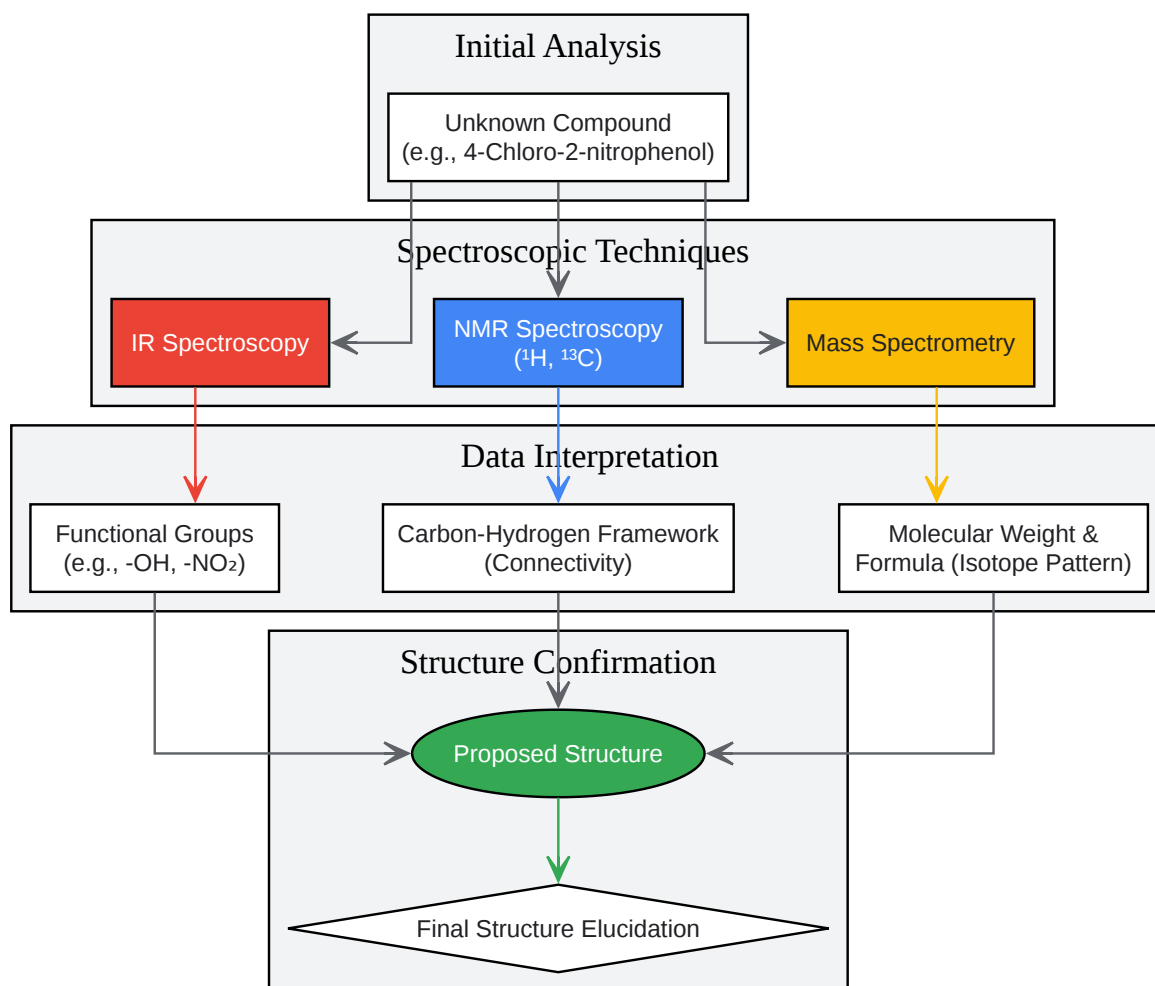 Initial Analysis
Unknown Compound
(e.g., 4-Chloro-2-nitrophenol)
Spectroscopic Techniques
IR Spectroscopy
NMR Spectroscopy
(¹H, ¹³C)
Mass Spectrometry
Data Interpretation
Functional Groups
(e.g., -OH, -NO₂)
Carbon-Hydrogen Framework
(Connectivity)
Molecular Weight &
Formula (Isotope Pattern)
Structure Confirmation
Proposed Structure
Final Structure Elucidation